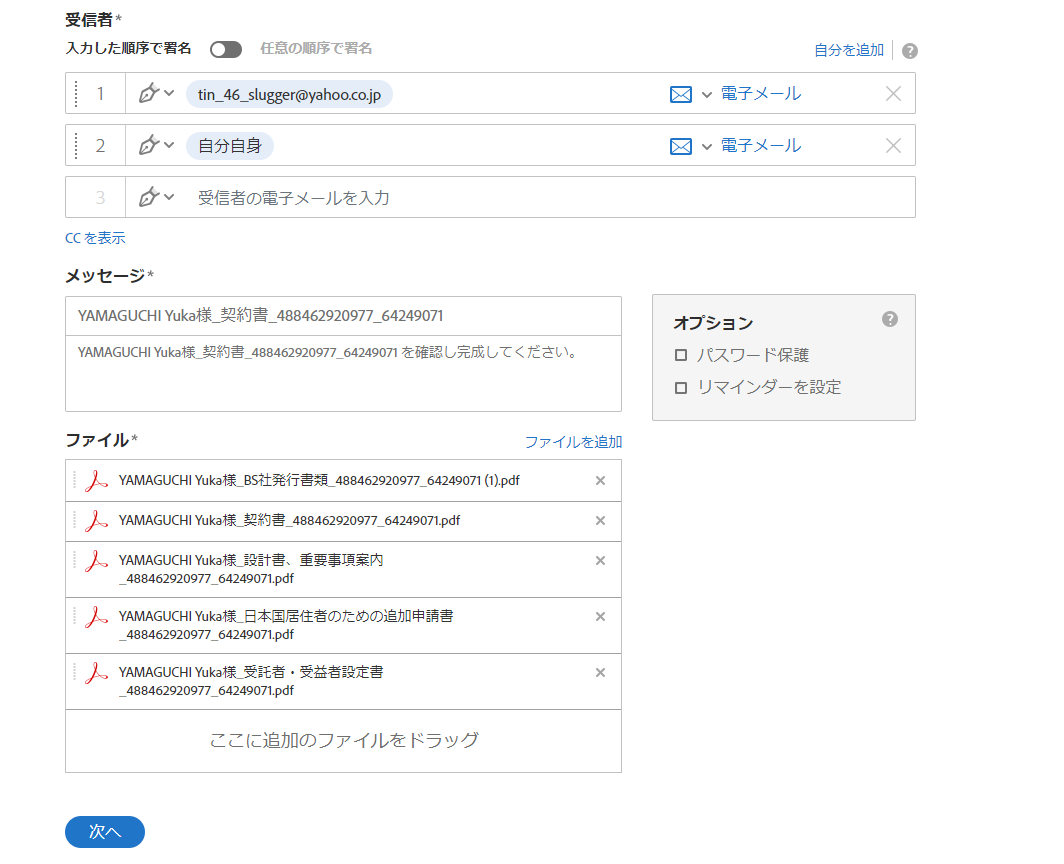 受信者*
入力した順序で署名 任意の順序で署名 自分を追加 ?
1 tin_46_slugger@yahoo.co.jp 電子メール
2 自分自身 電子メール
3 受信者の電子メールを入力
CC を表示
メッセージ*
YAMAGUCHI Yuka様_契約書_488462920977_64249071
YAMAGUCHI Yuka様_契約書_488462920977_64249071 を確認し完成してください。
オプション ?
パスワード保護
リマインダーを設定
ファイル* ファイルを追加
YAMAGUCHI Yuka様_BS社発行書類_488462920977_64249071 (1).pdf
YAMAGUCHI Yuka様_契約書_488462920977_64249071.pdf
YAMAGUCHI Yuka様_設計書、重要事項案内
_488462920977_64249071.pdf
YAMAGUCHI Yuka様_日本国居住者のための追加申請書
_488462920977_64249071.pdf
YAMAGUCHI Yuka様_受託者・受益者設定書
_488462920977_64249071.pdf
ここに追加のファイルをドラッグ
次へ